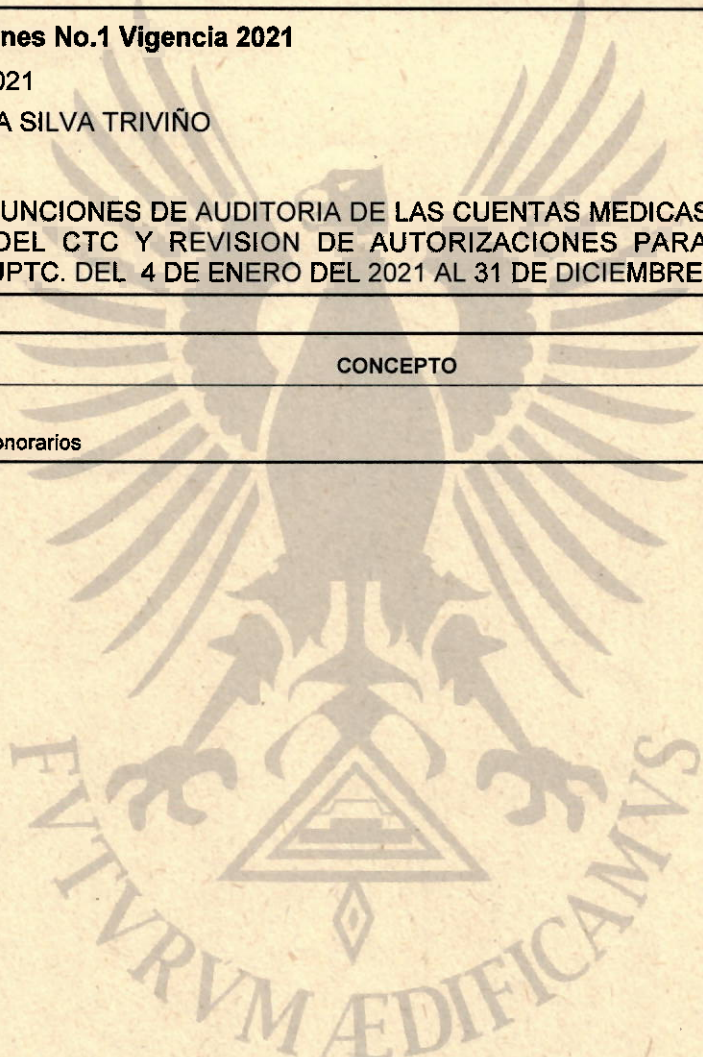 nes No.1 Vigencia 2021
021
A SILVA TRIVIÑO
UNCIONES DE AUDITORIA DE LAS CUENTAS MEDICAS
DEL CTC Y REVISION DE AUTORIZACIONES PARA
UPTC. DEL 4 DE ENERO DEL 2021 AL 31 DE DICIEMBRE
CONCEPTO
onorarios
FVTVRVM ÆDIFICAMVS